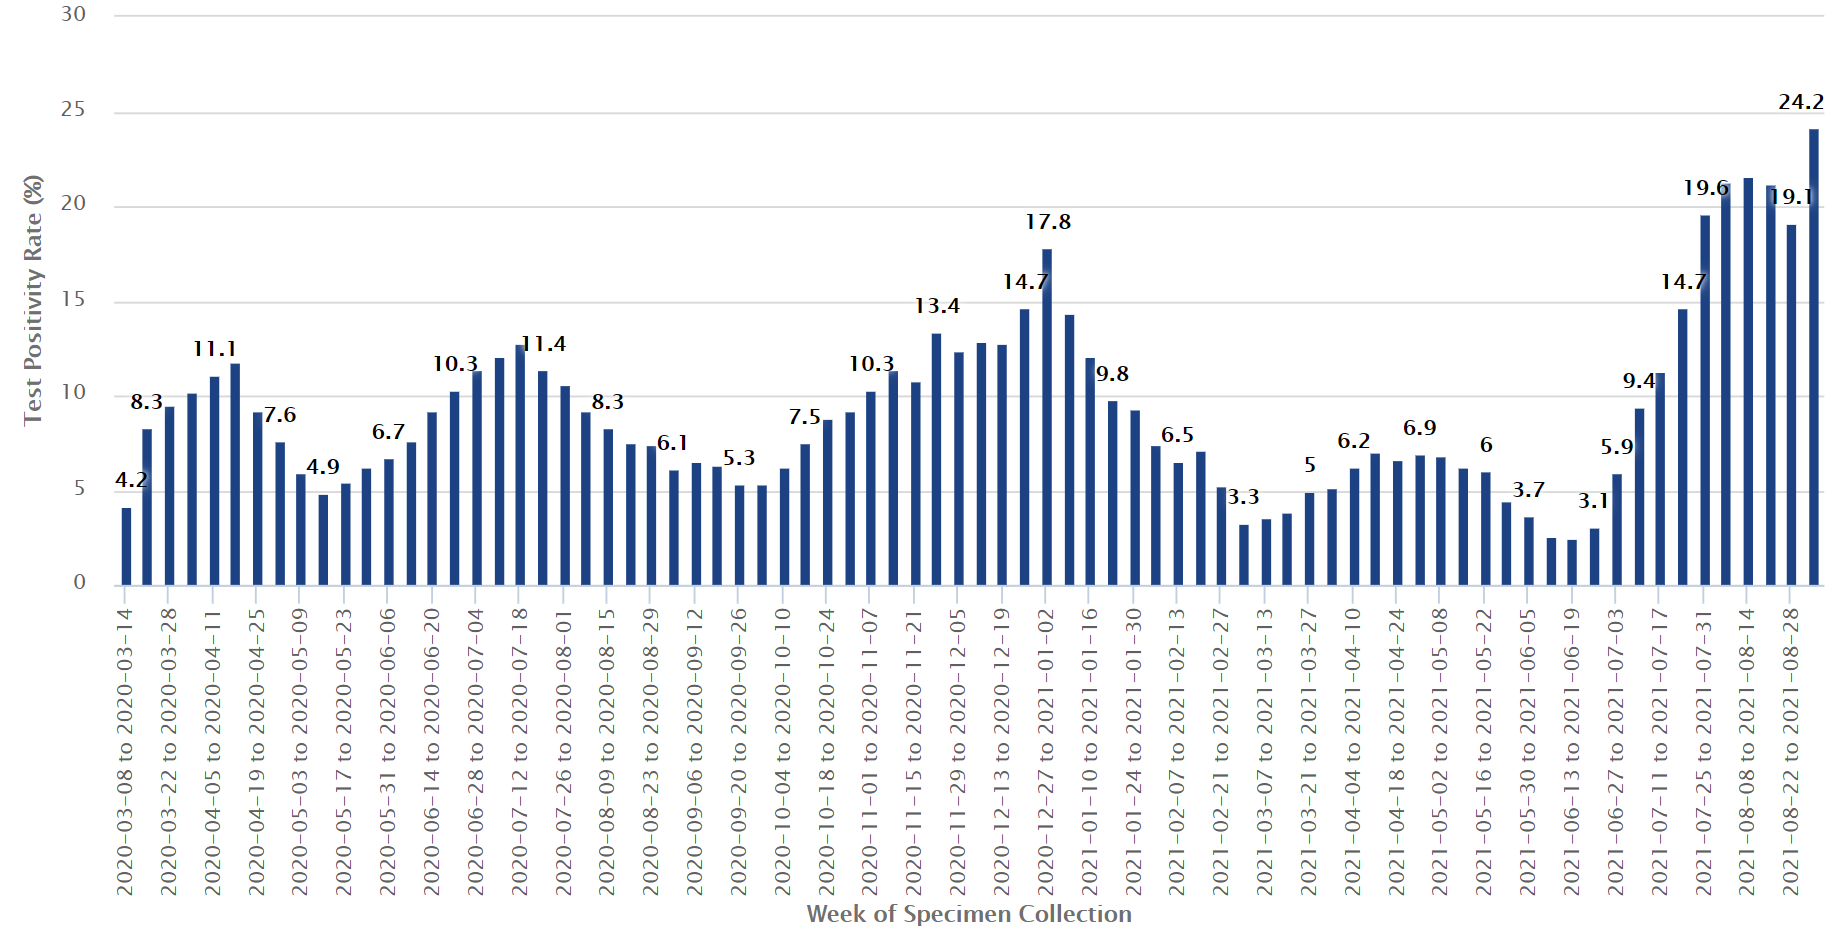 30
25
20
15
10
5
0
Test Positivity Rate (%)
4.2
8.3
11.1
7.6
4.9
6.7
10.3
11.4
8.3
6.1
5.3
7.5
10.3
13.4
14.7
17.8
9.8
6.5
3.3
5
6.2
6.9
6
3.7
3.1
5.9
9.4
14.7
19.6
19.1
24.2
2020-03-08 to 2020-03-14
2020-03-22 to 2020-03-28
2020-04-05 to 2020-04-11
2020-04-19 to 2020-04-25
2020-05-03 to 2020-05-09
2020-05-17 to 2020-05-23
2020-05-31 to 2020-06-06
2020-06-14 to 2020-06-20
2020-06-28 to 2020-07-04
2020-07-12 to 2020-07-18
2020-07-26 to 2020-08-01
2020-08-09 to 2020-08-15
2020-08-23 to 2020-08-29
2020-09-06 to 2020-09-12
2020-09-20 to 2020-09-26
2020-10-04 to 2020-10-10
2020-10-18 to 2020-10-24
2020-11-01 to 2020-11-07
2020-11-15 to 2020-11-21
2020-11-29 to 2020-12-05
2020-12-13 to 2020-12-19
2020-12-27 to 2021-01-02
2021-01-10 to 2021-01-16
2021-01-24 to 2021-01-30
2021-02-07 to 2021-02-13
2021-02-21 to 2021-02-27
2021-03-07 to 2021-03-13
2021-03-21 to 2021-03-27
2021-04-04 to 2021-04-10
2021-04-18 to 2021-04-24
2021-05-02 to 2021-05-08
2021-05-16 to 2021-05-22
2021-05-30 to 2021-06-05
2021-06-13 to 2021-06-19
2021-06-27 to 2021-07-03
2021-07-11 to 2021-07-17
2021-07-25 to 2021-07-31
2021-08-08 to 2021-08-14
2021-08-22 to 2021-08-28
Week of Specimen Collection